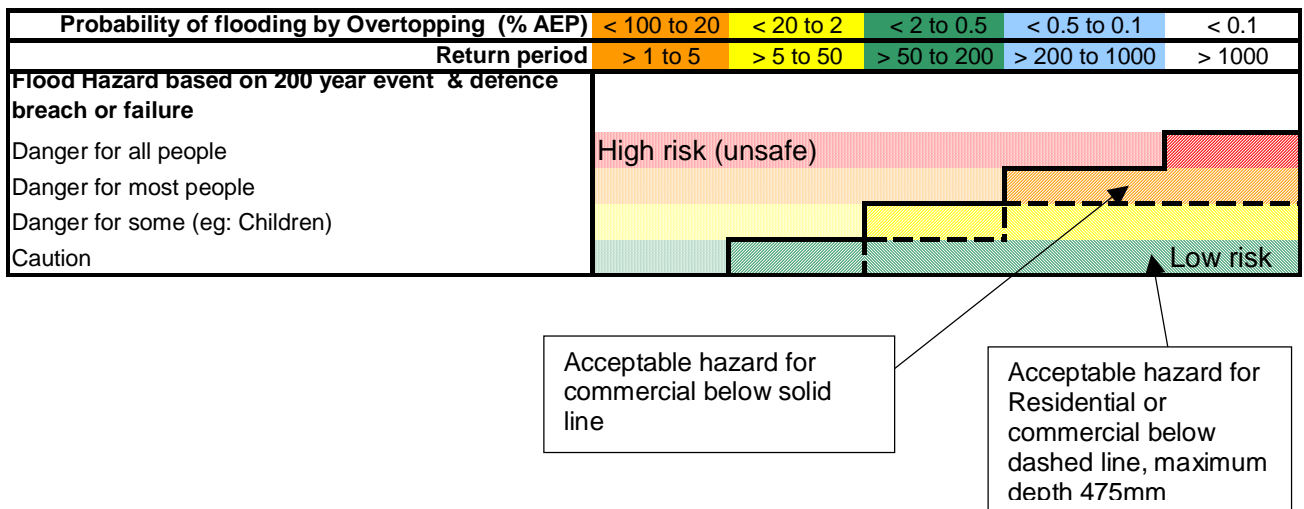 Probability of flooding by Overtopping (% AEP) < 100 to 20 < 20 to 2 < 2 to 0.5 < 0.5 to 0.1 < 0.1
Return period > 1 to 5 > 5 to 50 > 50 to 200 > 200 to 1000 > 1000
Flood Hazard based on 200 year event & defence
breach or failure
Danger for all people High risk (unsafe)
Danger for most people
Danger for some (eg: Children)
Caution Low risk
Acceptable hazard for
commercial below solid
line
Acceptable hazard for
Residential or
commercial below
dashed line, maximum
depth 475mm